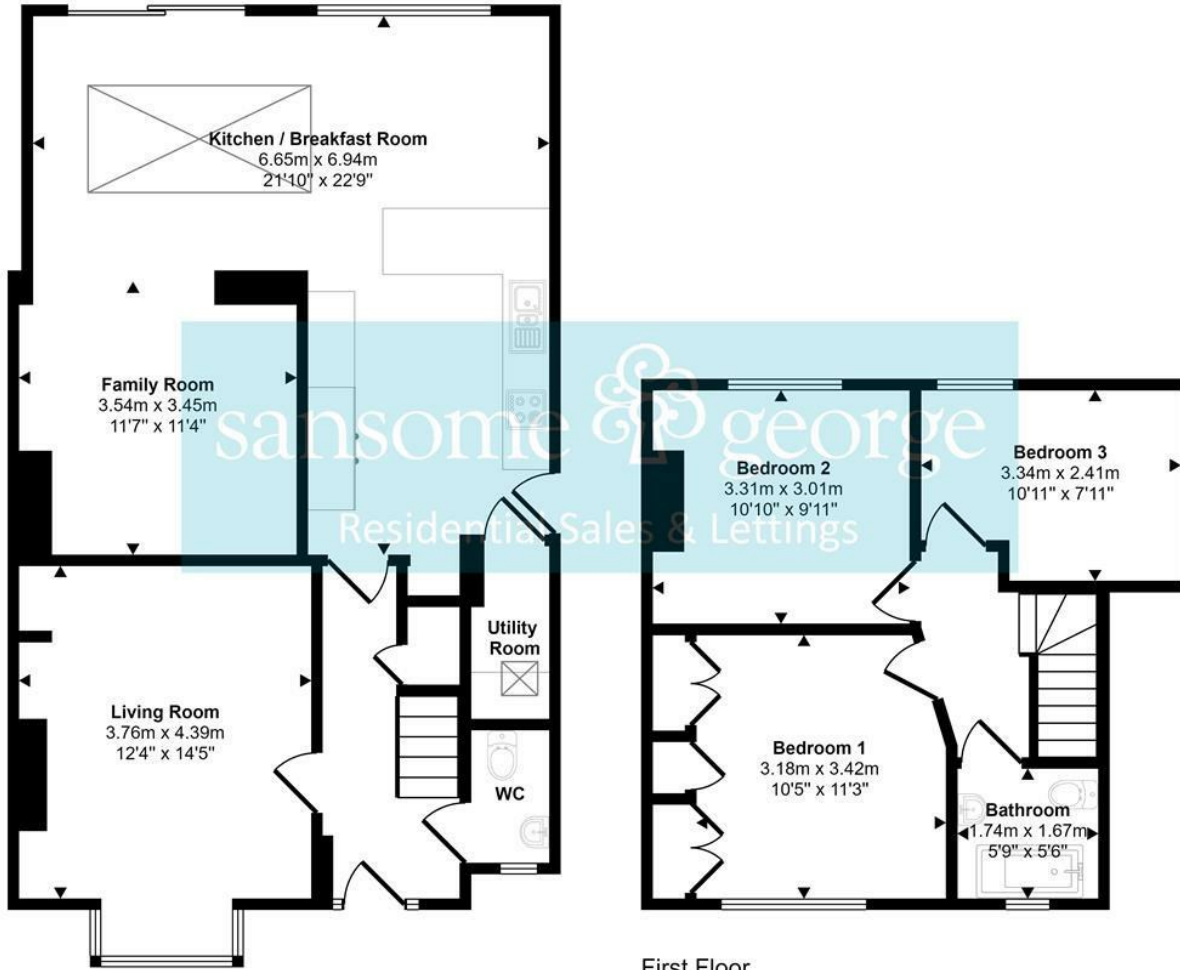 Kitchen / Breakfast Room
6.65m x 6.94m
21'10" x 22'9"
Family Room
3.54m x 3.45m
11'7" x 11'4"
sansome george
Residential Sales & Lettings
Bedroom 2
3.31m x 3.01m
10'10" x 9'11"
Bedroom 3
3.34m x 2.41m
10'11" x 7'11"
Utility
Room
Living Room
3.76m x 4.39m
12'4" x 14'5"
WC
Bedroom 1
3.18m x 3.42m
10'5" x 11'3"
Bathroom
1.74m x 1.67m
5'9" x 5'6"
First Floor